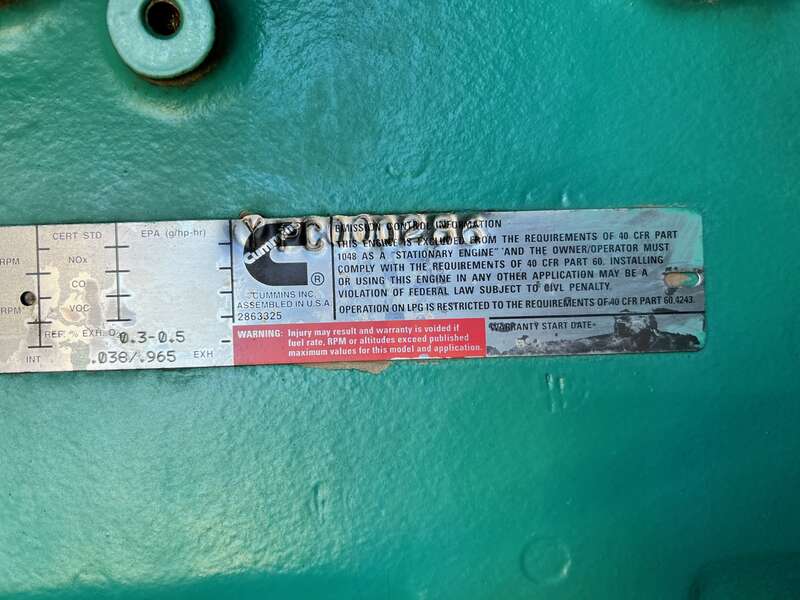 CERT STD
EPA (g/hp-hr)
RPM
NOx
CO
RPM
VOC
REF. % EXH O
0.3-0.5
INT
.038/.965
EXH
Cummins
®
CUMMINS INC.
ASSEMBLED IN U.S.A
2863325
EMISSION CONTROL INFORMATION
THIS ENGINE IS EXCLUDED FROM THE REQUIREMENTS OF 40 CFR PART
1048 AS A "STATIONARY ENGINE" AND THE OWNER/OPERATOR MUST
COMPLY WITH THE REQUIREMENTS OF 40 CFR PART 60. INSTALLING
OR USING THIS ENGINE IN ANY OTHER APPLICATION MAY BE A
VIOLATION OF FEDERAL LAW SUBJECT TO CIVIL PENALTY.
OPERATION ON LPG IS RESTRICTED TO THE REQUIREMENTS OF 40 CFR PART 60.4243.
WARNING: Injury may result and warranty is voided if
fuel rate, RPM or altitudes exceed published
maximum values for this model and application.
WARRANTY START DATE-